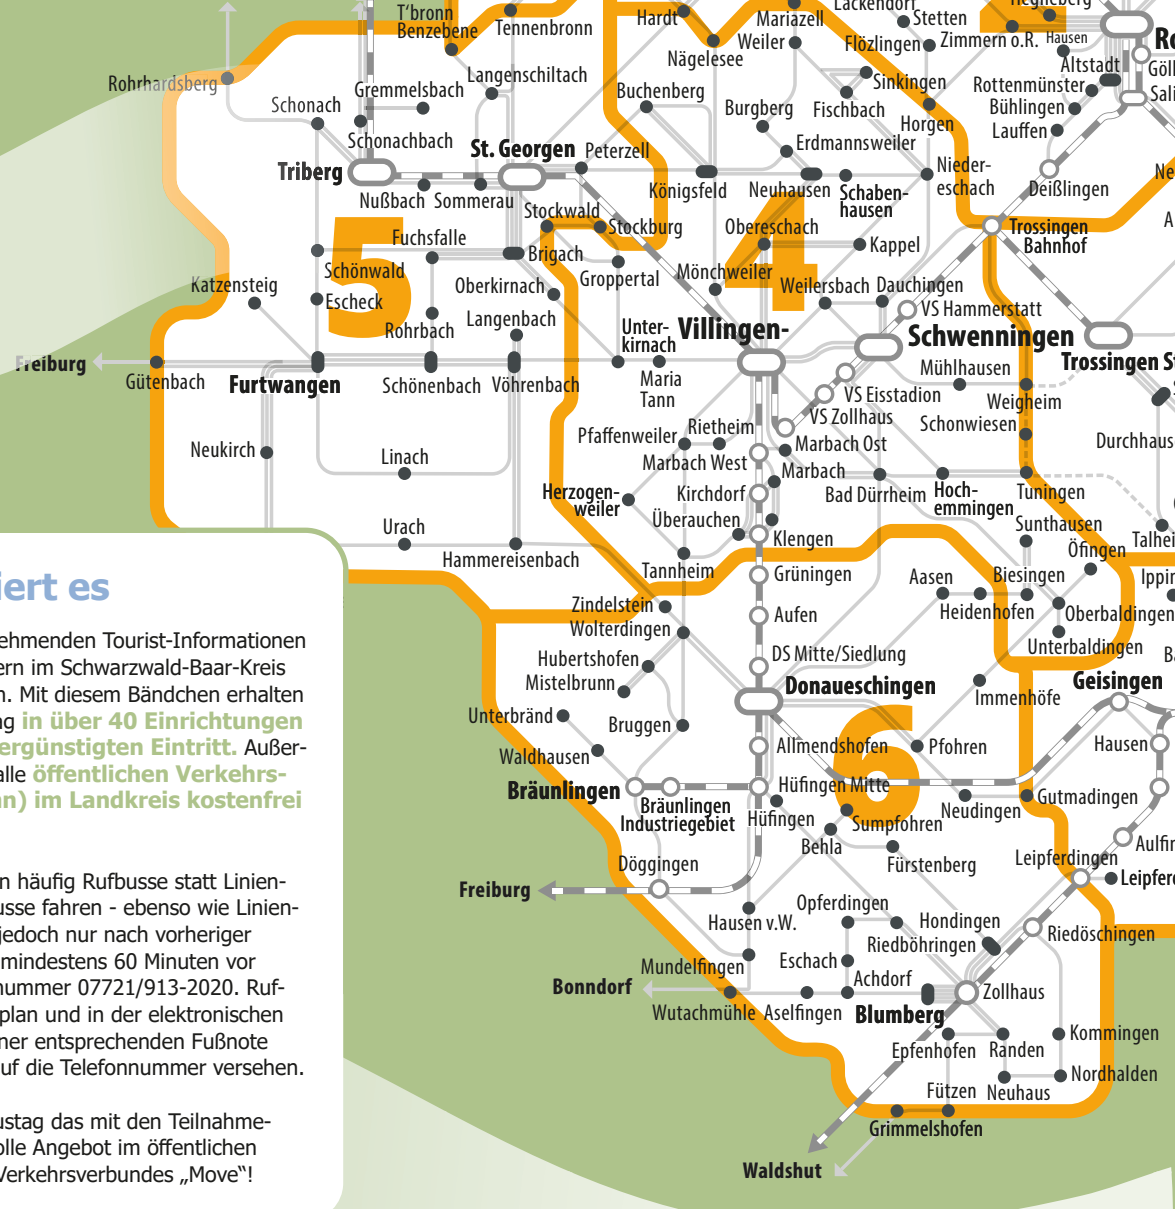 T‘bronn
Benzebene
Tennenbronn
Hardt
Mariazell
Weiler
Stetten
Flözlingen
Zimmern o.R.
Hausen
Nägelesee
Altstadt
Rohrhardsberg
Langenschiltach
Gremmelsbach
Schonach
Buchenberg
Sinkingen
Fischbach
Rottenmünster
Bühlingen
Burgberg
Horgen
Lauffen
Schonachbach
St. Georgen
Peterzell
Erdmannsweiler
Triberg
Königsfeld
Neuhausen
Schaben-
hausen
Nieder-
eschach
Deißlingen
Nußbach
Sommerau
Stockwald
Stockburg
Obereschach
4
Trossingen
Bahnhof
5
Fuchsfalle
Brigach
Kappel
Schönwald
Groppertal
Mönchweiler
Katzensteig
Escheck
Oberkirnach
Weilersbach
Dauchingen
VS Hammerstatt
Rohrbach
Langenbach
Unter-
kirnach
Villingen-
Schwenningen
Freiburg
Gütenbach
Furtwangen
Schönenbach
Vöhrenbach
Maria
Tann
Mühlhausen
Trossingen
VS Eisstadion
Weigheim
VS Zollhaus
Schonwiesen
Neukirch
Linach
Pfaffenweiler
Rietheim
Marbach Ost
Durchhaus
Marbach West
Marbach
Herzogen-
weiler
Kirchdorf
Bad Dürrheim
Hoch-
emmingen
Tuningen
Überauchen
Urach
Klengen
Sunthausen
Öfingen
Hammereisenbach
Tannheim
Grüningen
Aasen
Biesingen
Zindelstein
Wolterdingen
Aufen
Heidenhofen
Oberbaldingen
Unterbaldingen
Hubertshofen
Mistelbrunn
DS Mitte/Siedlung
Donaueschingen
Immenhöfe
Geisingen
Unterbränd
Bruggen
Waldhausen
Allmendshofen
Pfohren
6
Hausen
Bräunlingen
Bräunlingen
Industriegebiet
Hüfingen Mitte
Hüfingen
Neudingen
Gutmadingen
Sumpfohren
Behla
Fürstenberg
Döggingen
Leipferdingen
Freiburg
Opferdingen
Hausen v.W.
Hondingen
Riedböhringen
Riedöschingen
Mundelfingen
Eschach
Achdorf
Bonndorf
Wutachmühle
Aselfingen
Blumberg
Zollhaus
Epfenhofen
Randen
Kommingen
Nordhalden
Fützen
Neuhaus
Grimmelshofen
Waldshut
iert es
ehmenden Tourist-Informationen
ern im Schwarzwald-Baar-Kreis
n. Mit diesem Bändchen erhalten
ng in über 40 Einrichtungen
ergünstigten Eintritt. Außer-
alle öffentlichen Verkehrs-
n) im Landkreis kostenfrei
n häufig Rufbusse statt Linien-
usse fahren - ebenso wie Linien-
jedoch nur nach vorheriger
mindestens 60 Minuten vor
nummer 07721/913-2020. Ruf-
plan und in der elektronischen
ner entsprechenden Fußnote
uf die Telefonnummer versehen.
ustag das mit den Teilnahme-
olle Angebot im öffentlichen
Verkehrsverbundes „Move“!